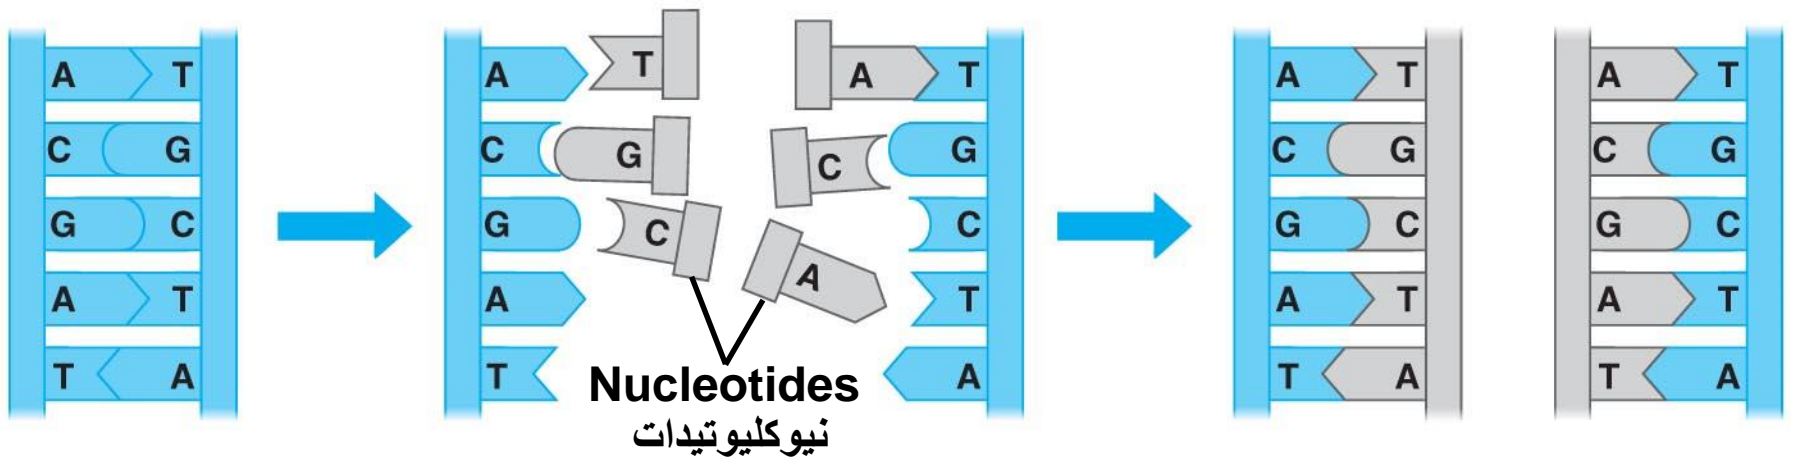 A T A T A T A T A T
C G C G C G C G C G
G C G C C G C G C
A T A A T A T A T
T A T A T A T A
Nucleotides
نيوكليوتيدات